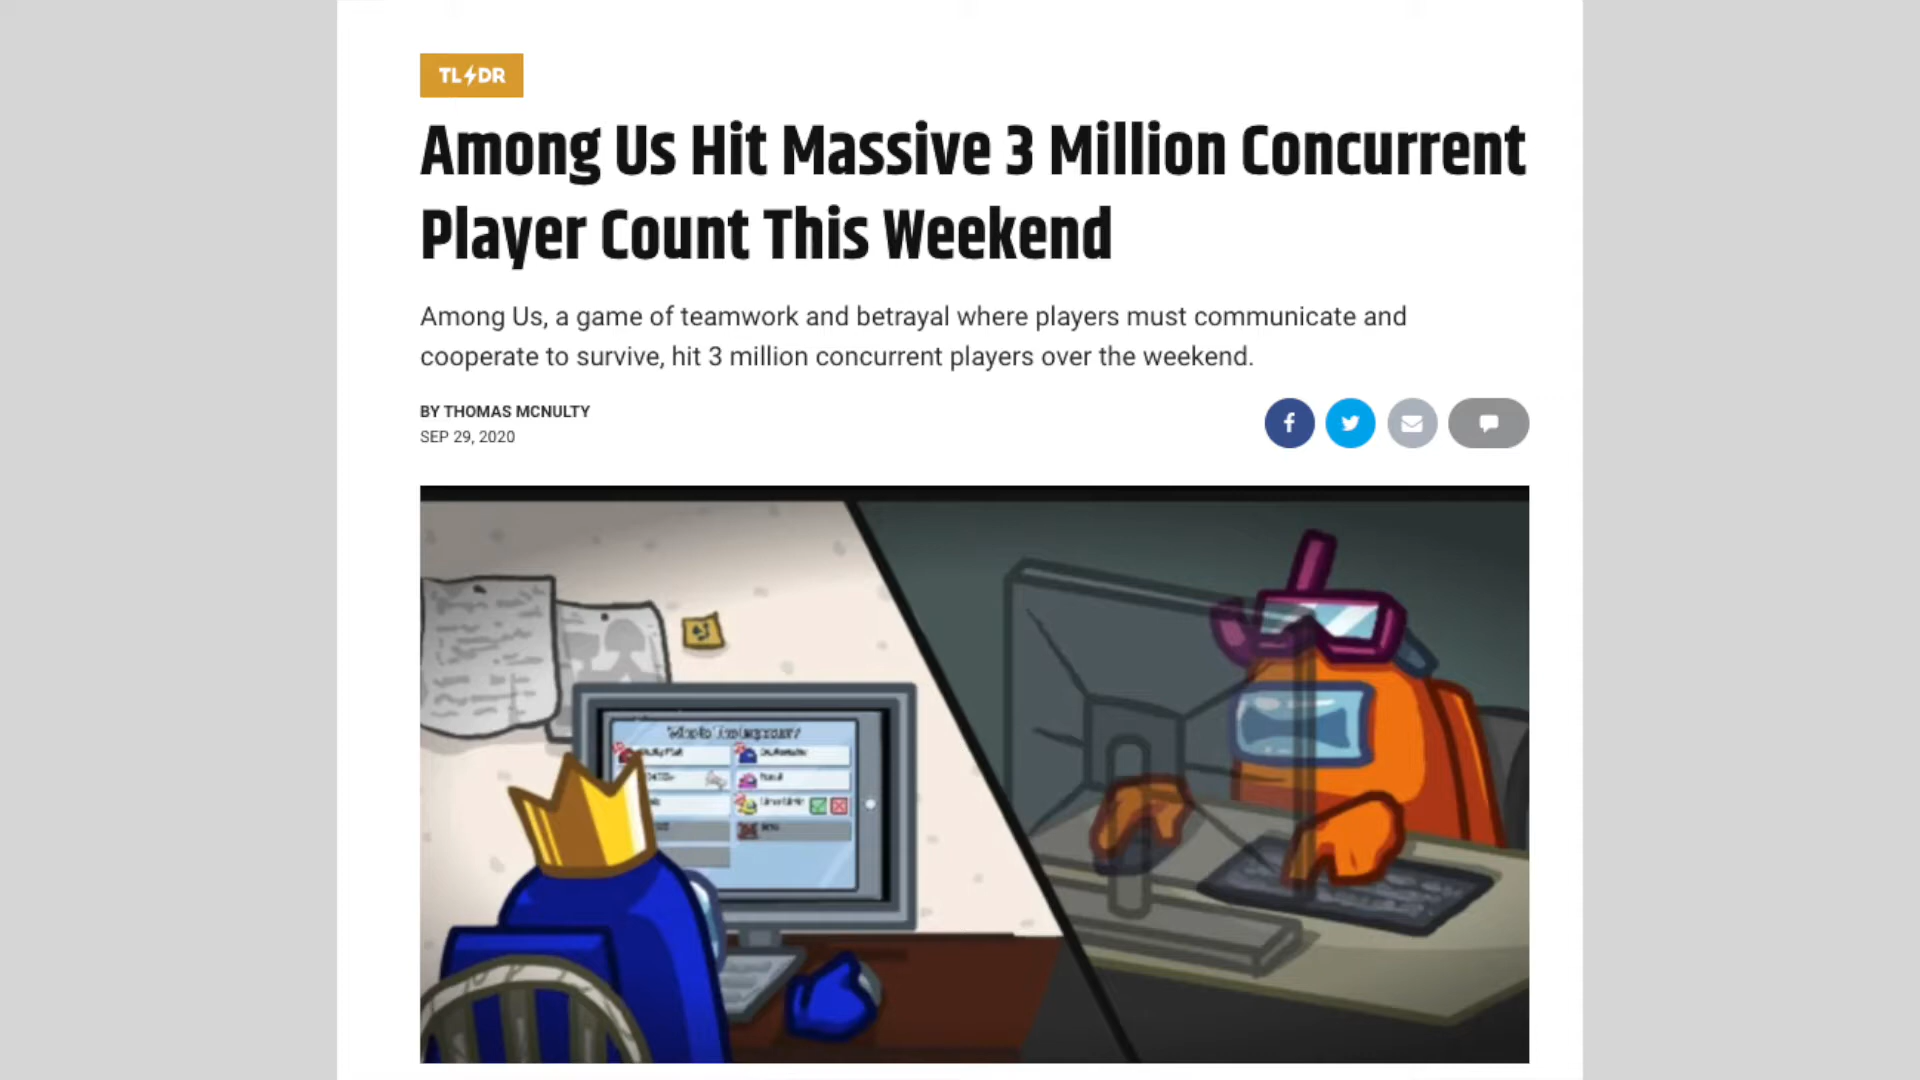 TL DR
Among Us Hit Massive 3 Million Concurrent
Player Count This Weekend
Among Us, a game of teamwork and betrayal where players must communicate and
cooperate to survive, hit 3 million concurrent players over the weekend.
BY THOMAS MCNULTY
SEP 29, 2020